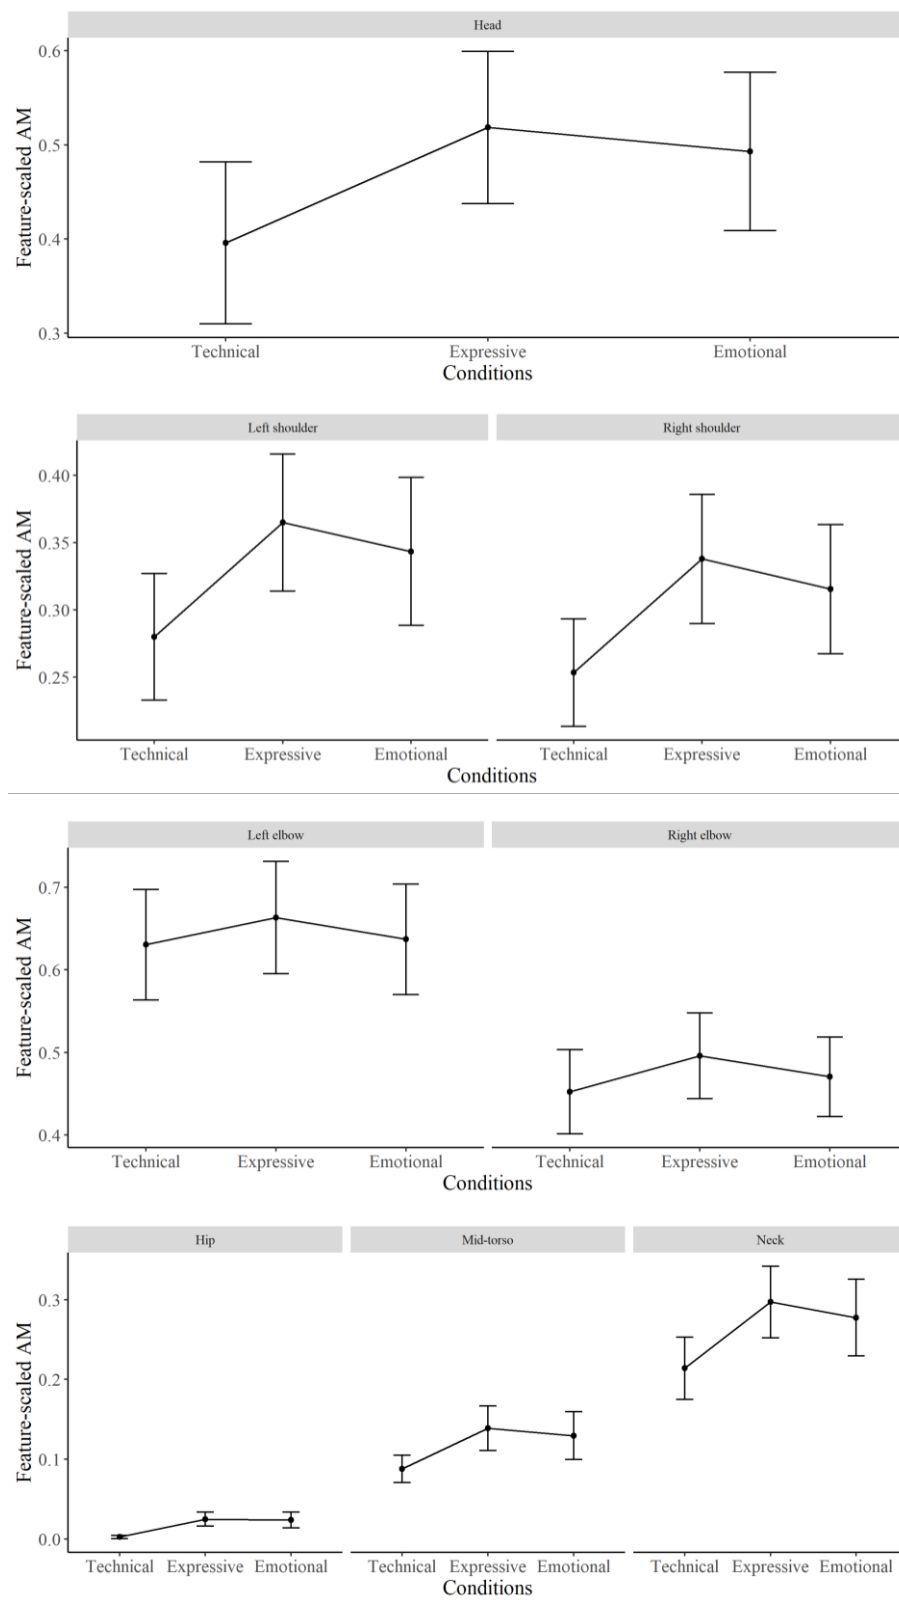 Head
Feature-scaled AM
0.6
0.5
0.4
0.3
Technical Expressive Emotional
Conditions
Left shoulder Right shoulder
Feature-scaled AM
0.40
0.35
0.30
0.25
Technical Expressive Emotional Technical Expressive Emotional
Conditions
Left elbow Right elbow
Feature-scaled AM
0.7
0.6
0.5
0.4
Technical Expressive Emotional Technical Expressive Emotional
Conditions
Hip Mid-torso Neck
Feature-scaled AM
0.3
0.2
0.1
0.0
Technical Expressive Emotional Technical Expressive Emotional Technical Expressive Emotional
Conditions